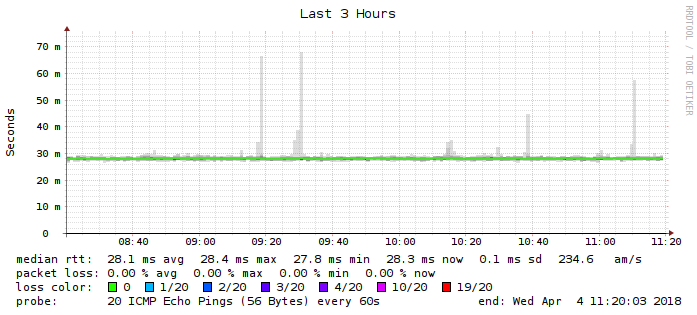 Last 3 Hours
RRDTOOL / TOBI OETIKER
Seconds
70 m
60 m
50 m
40 m
30 m
20 m
10 m
0
08:40 09:00 09:20 09:40 10:00 10:20 10:40 11:00 11:20
median rtt: 28.1 ms avg 28.4 ms max 27.8 ms min 28.3 ms now 0.1 ms sd 234.6 am/s
packet loss: 0.00 % avg 0.00 % max 0.00 % min 0.00 % now
loss color: 0 1/20 2/20 3/20 4/20 10/20 19/20
probe: 20 ICMP Echo Pings (56 Bytes) every 60s end: Wed Apr 4 11:20:03 2018